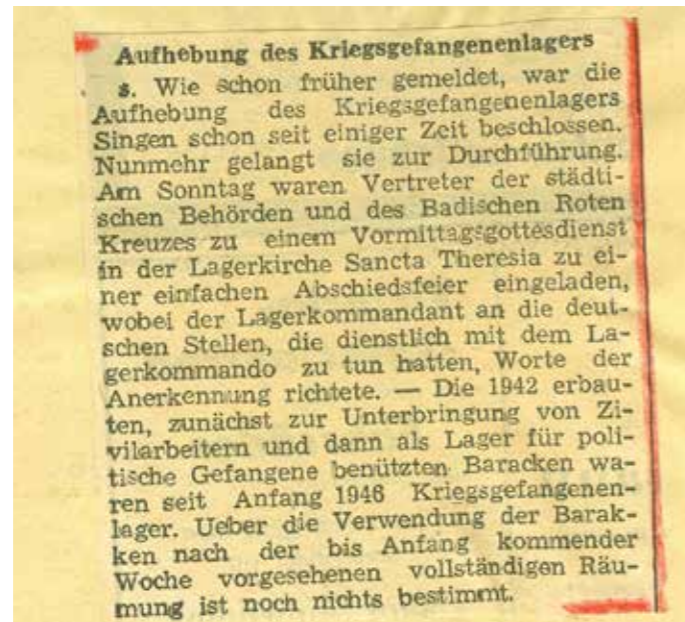 Aufhebung des Kriegsgefangenenlagers
s. Wie schon früher gemeldet, war die
Aufhebung des Kriegsgefangenenlagers
Singen schon seit einiger Zeit beschlossen.
Nunmehr gelangt sie zur Durchführung.
Am Sonntag waren Vertreter der städti-
schen Behörden und des Badischen Roten
Kreuzes zu einem Vormittagsgottesdienst
in der Lagerkirche Sancta Theresia zu ei-
ner einfachen Abschiedsfeier eingeladen,
wobei der Lagerkommandant an die deut-
schen Stellen, die dienstlich mit dem La-
gerkommando zu tun hatten, Worte der
Anerkennung richtete. — Die 1942 erbau-
ten, zunächst zur Unterbringung von Zi-
vilarbeitern und dann als Lager für poli-
tische Gefangene benützten Baracken wa-
ren seit Anfang 1946 Kriegsgefangenen-
lager. Ueber die Verwendung der Barak-
ken nach der bis Anfang kommender
Woche vorgesehenen vollständigen Räu-
mung ist noch nichts bestimmt.